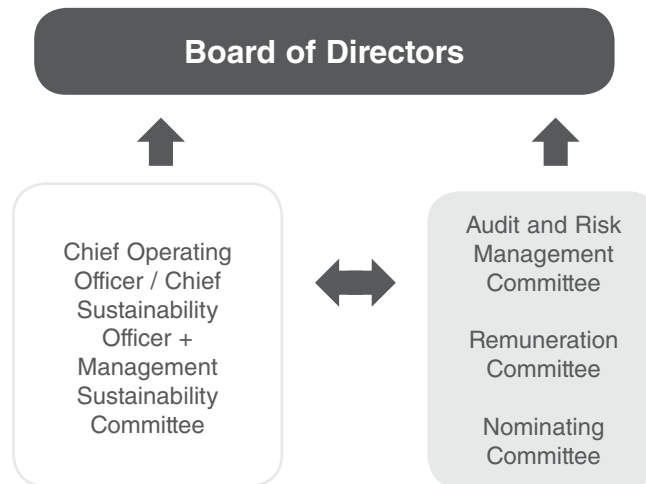 Board of Directors
Chief Operating
Officer / Chief
Sustainability
Officer +
Management
Sustainability
Committee
Audit and Risk
Management
Committee
Remuneration
Committee
Nominating
Committee